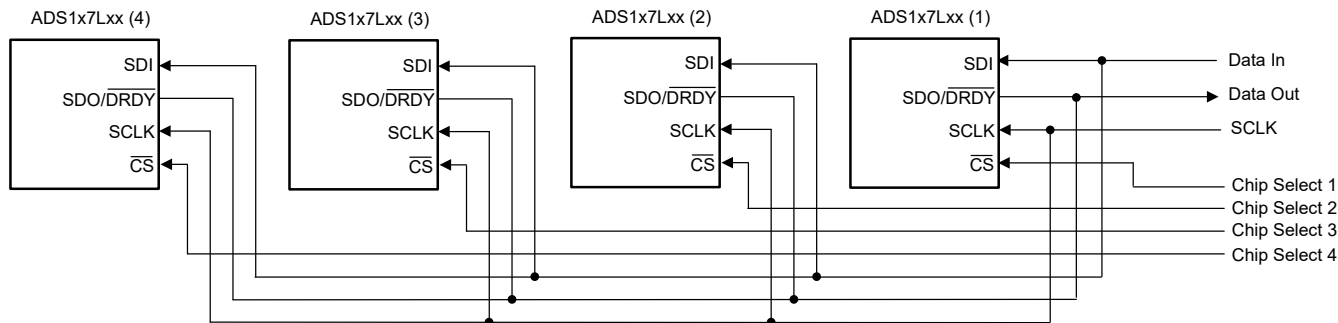 ADS1x7Lxx (4)
ADS1x7Lxx (3)
ADS1x7Lxx (2)
ADS1x7Lxx (1)
SDI
SDO/DRDY
SCLK
CS
SDI
SDO/DRDY
SCLK
CS
SDI
SDO/DRDY
SCLK
CS
SDI
SDO/DRDY
SCLK
CS
Data In
Data Out
SCLK
Chip Select 1
Chip Select 2
Chip Select 3
Chip Select 4